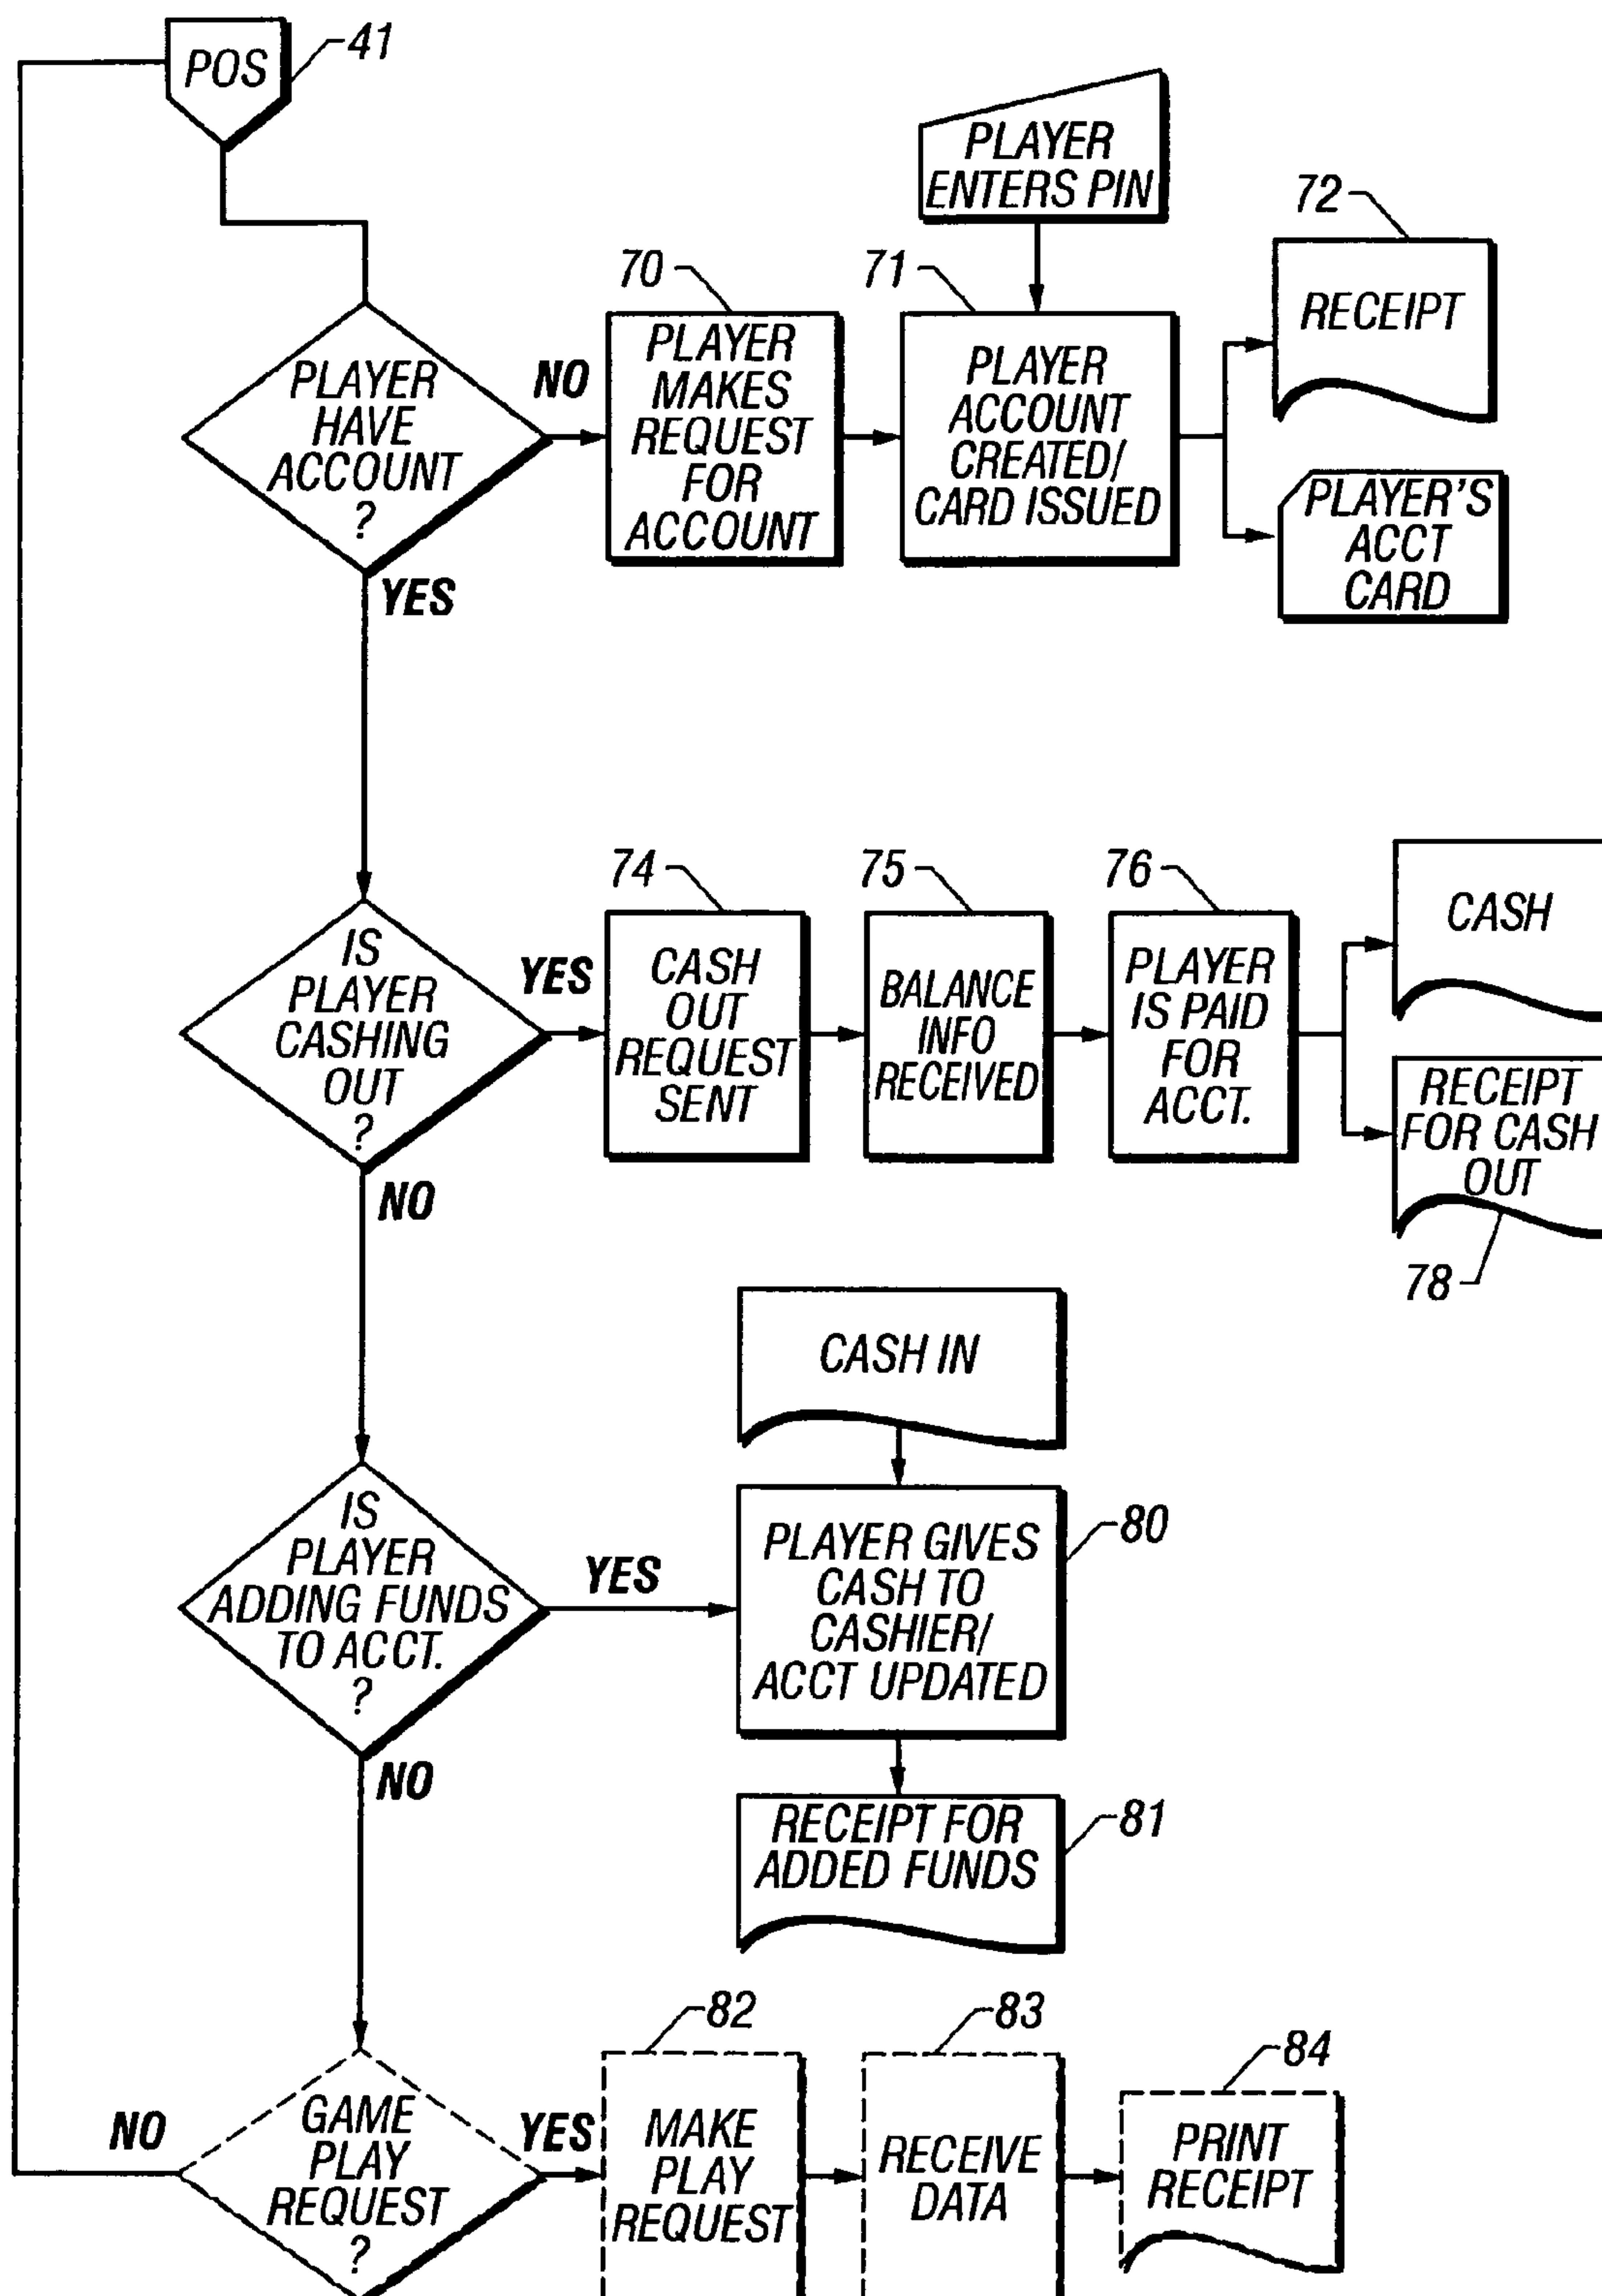 POS
41
PLAYER
ENTERS PIN
72
RECEIPT
70
71
PLAYER
HAVE
ACCOUNT
?
NO
YES
PLAYER
MAKES
REQUEST
FOR
ACCOUNT
PLAYER
ACCOUNT
CREATED/
CARD ISSUED
PLAYER'S
ACCT
CARD
74
75
76
IS
PLAYER
CASHING
OUT
?
YES
NO
CASH
OUT
REQUEST
SENT
BALANCE
INFO
RECEIVED
PLAYER
IS PAID
FOR
ACCT.
CASH
RECEIPT
FOR CASH
OUT
78
CASH IN
IS
PLAYER
ADDING FUNDS
TO ACCT.
?
YES
NO
PLAYER GIVES
CASH TO
CASHIER/
ACCT UPDATED
80
RECEIPT FOR
ADDED FUNDS
81
82
83
84
NO
GAME
PLAY
REQUEST
?
YES
MAKE
PLAY
REQUEST
RECEIVE
DATA
PRINT
RECEIPT